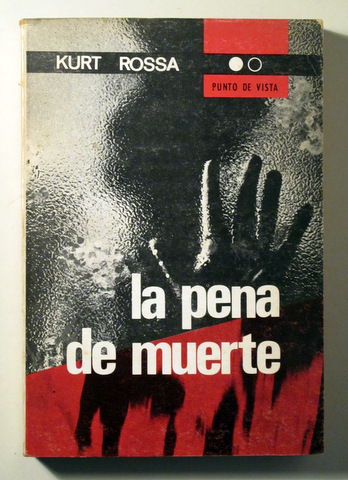 KURT ROSSA
PUNTO DE VISTA
la pena
de muerte